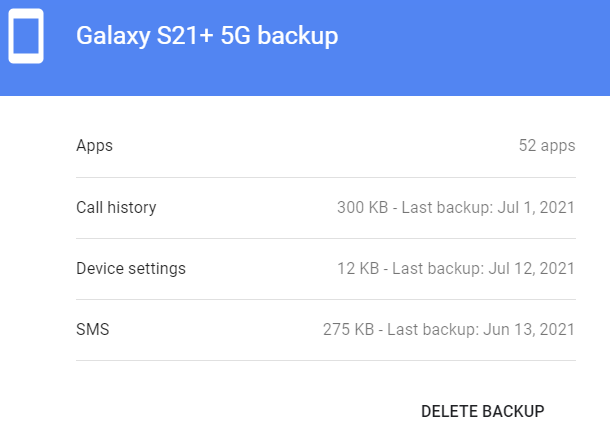 Galaxy S21+ 5G backup
Apps 52 apps
Call history 300 KB - Last backup: Jul 1, 2021
Device settings 12 KB - Last backup: Jul 12, 2021
SMS 275 KB - Last backup: Jun 13, 2021
DELETE BACKUP